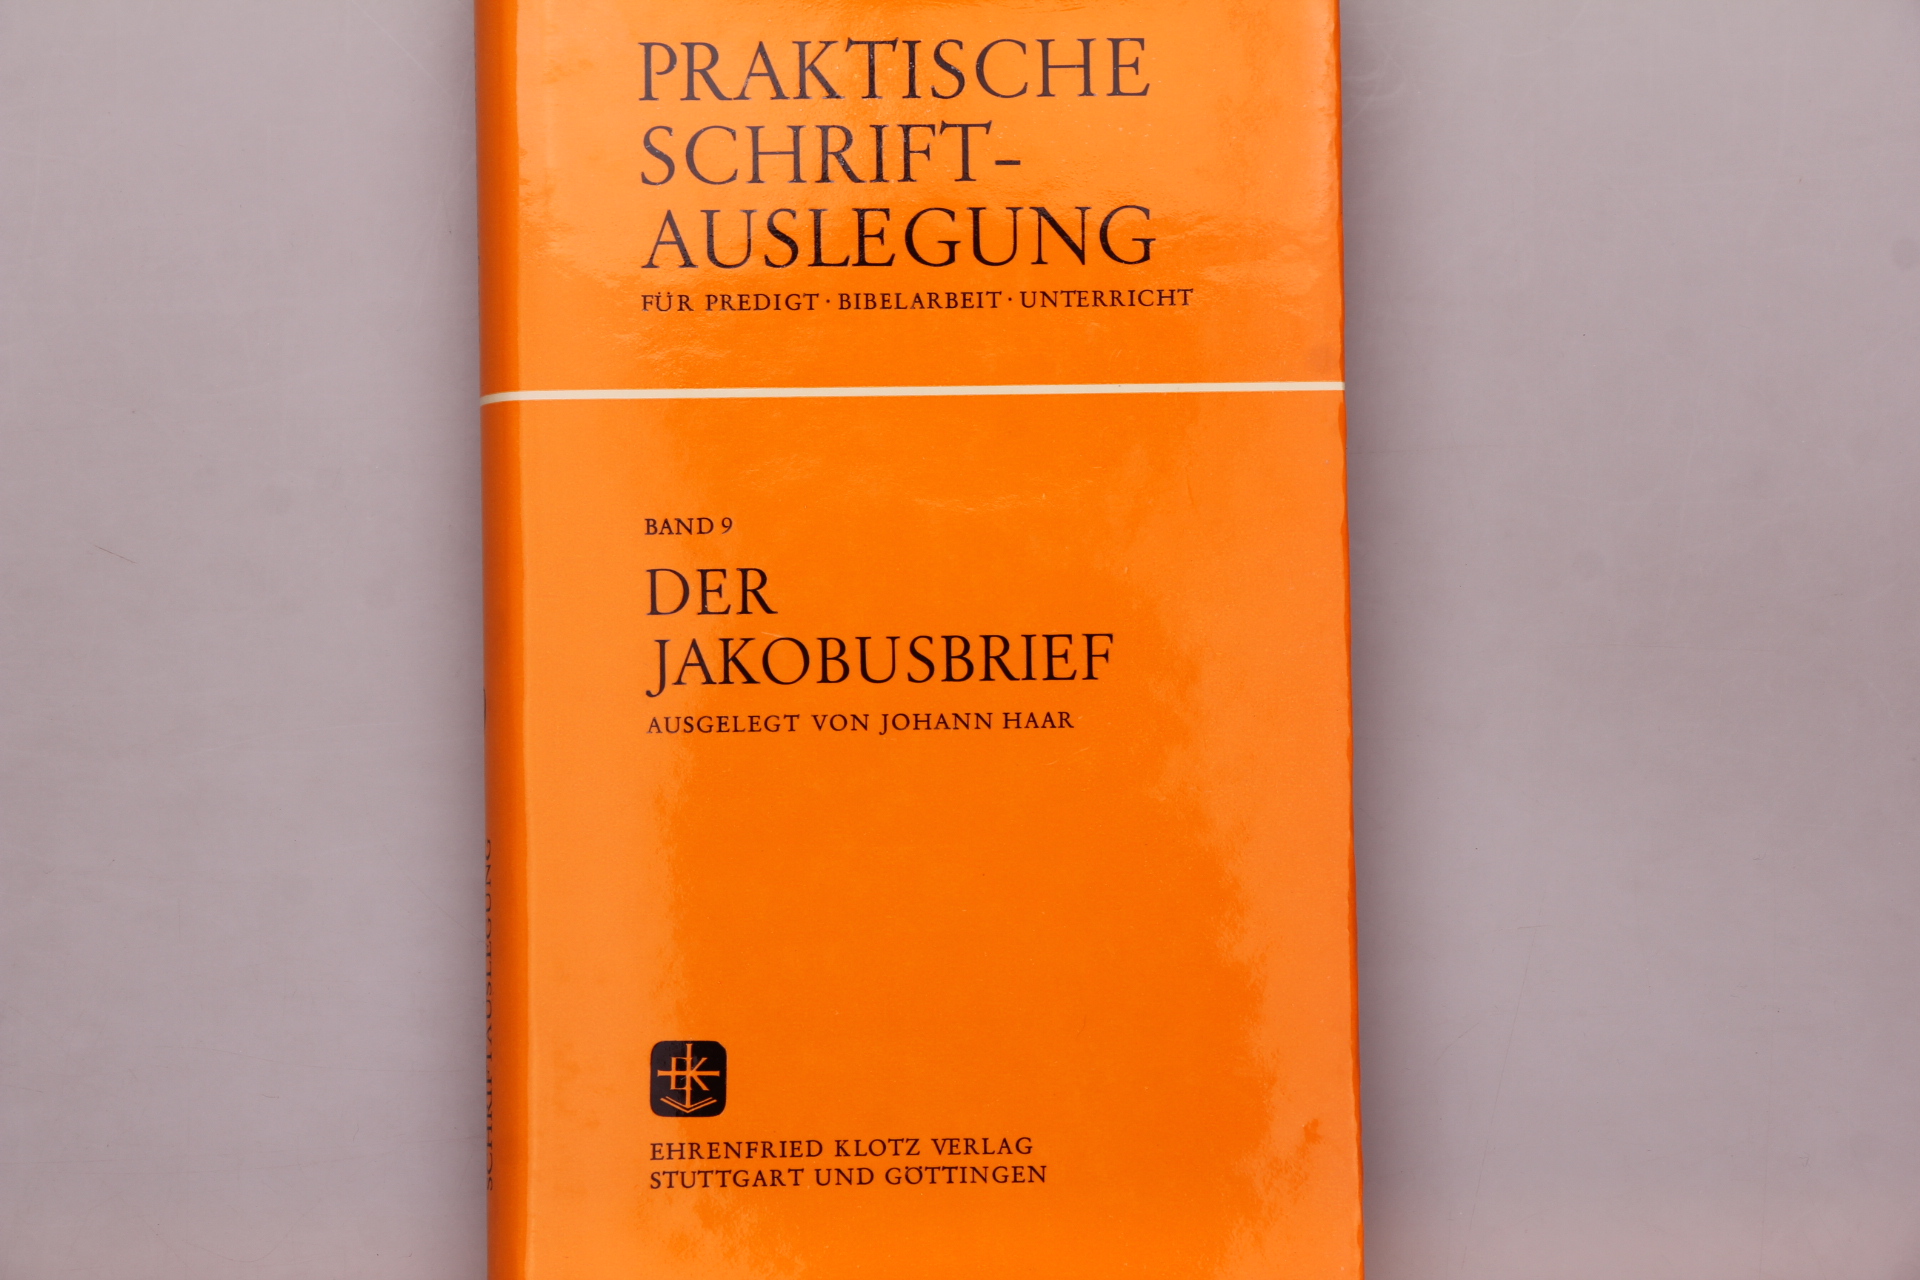 PRAKTISCHE
SCHRIFT-
AUSLEGUNG
FÜR PREDIGT · BIBELARBEIT · UNTERRICHT
BAND 9
DER
JAKOBUSBRIEF
AUSGELEGT VON JOHANN HAAR
EK
EHRENFRIED KLOTZ VERLAG
STUTTGART UND GÖTTINGEN
SCHRIFTAUSLEGUNG